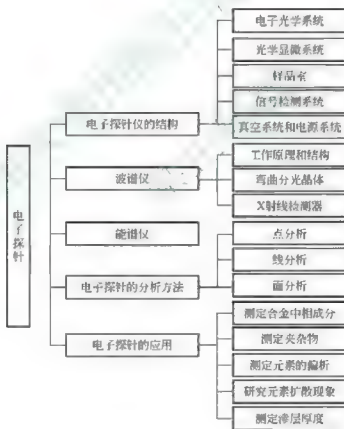 电子探针
电子探针仪的结构
电子光学系统
光学显微系统
样品室
信号检测系统
真空系统和电源系统
波谱仪
工作原理和结构
弯曲分光晶体
X射线检测器
能谱仪
电子探针的分析方法
点分析
线分析
面分析
电子探针的应用
测定合金中相成分
测定夹杂物
测定元素的偏析
研究元素扩散现象
测定渗层厚度